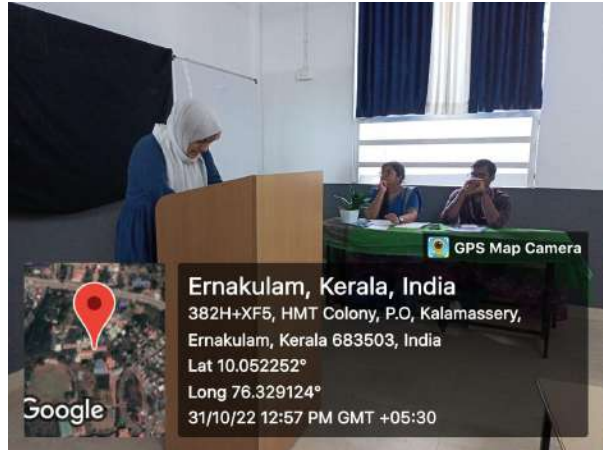 GPS Map Camera
Ernakulam, Kerala, India
382H+XF5, HMT Colony, P.O, Kalamassery,
Ernakulam, Kerala 683503, India
Lat 10.052252°
Long 76.329124°
31/10/22 12:57 PM GMT +05:30
Google